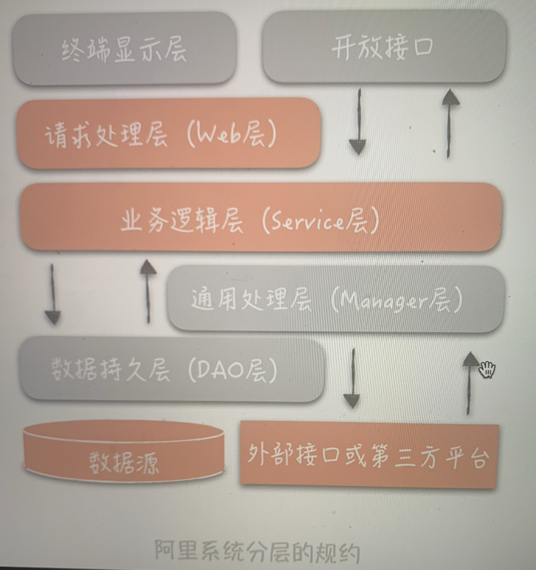 终端显示层
开放接口
请求处理层（Web层）
业务逻辑层（Service层）
通用处理层（Manager层）
数据持久层（DAO层）
数据源
外部接口或第三方平台
阿里系统分层的规约